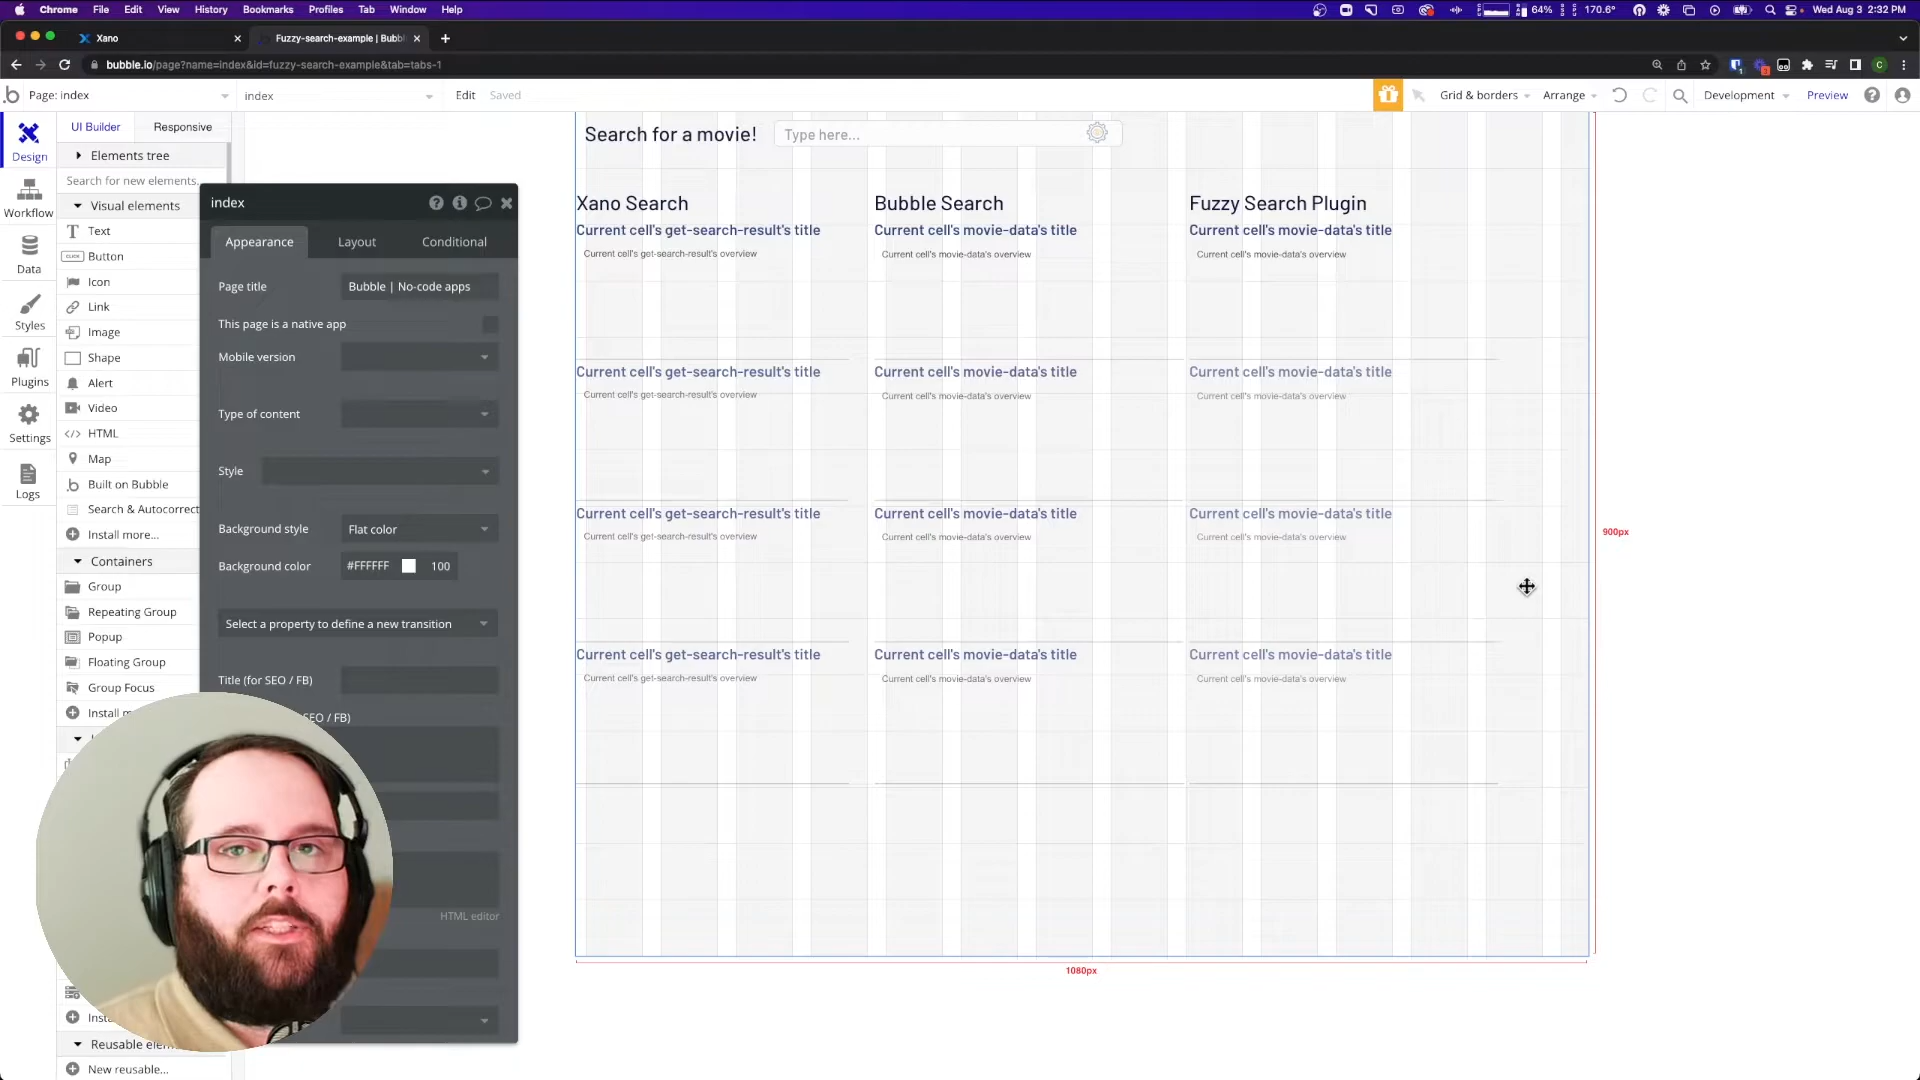 Chrome File Edit View History Bookmarks Profiles Tab Window Help 64% 170.6° Wed Aug 3 2:32 PM
Xano Fuzzy-search-example | Bubbl
bubble.io/page?name=index&id=fuzzy-search-example&tab=tabs-1
Page: index index Edit Saved Grid & borders Arrange Development Preview
UI Builder Responsive
Design
Workflow
Data
Styles
Plugins
Settings
Logs
Elements tree
Search for new elements.
Visual elements
Text
CLICK Button
Icon
Link
Image
Shape
Alert
Video
HTML
Map
Built on Bubble
Search & Autocorrect
Install more...
Containers
Group
Repeating Group
Popup
Floating Group
Group Focus
Install m
Inst
Reusable elem
New reusable...
index
Appearance Layout Conditional
Page title Bubble | No-code apps
This page is a native app
Mobile version
Type of content
Style
Background style Flat color
Background color #FFFFFF 100
Select a property to define a new transition
Title (for SEO / FB)
SEO / FB)
HTML editor
Search for a movie! Type here...
Xano Search Bubble Search Fuzzy Search Plugin
Current cell's get-search-result's title Current cell's movie-data's title Current cell's movie-data's title
Current cell's get-search-result's overview Current cell's movie-data's overview Current cell's movie-data's overview
Current cell's get-search-result's title Current cell's movie-data's title Current cell's movie-data's title
Current cell's get-search-result's overview Current cell's movie-data's overview Current cell's movie-data's overview
Current cell's get-search-result's title Current cell's movie-data's title Current cell's movie-data's title
Current cell's get-search-result's overview Current cell's movie-data's overview Current cell's movie-data's overview
Current cell's get-search-result's title Current cell's movie-data's title Current cell's movie-data's title
Current cell's get-search-result's overview Current cell's movie-data's overview Current cell's movie-data's overview
900px
1080px